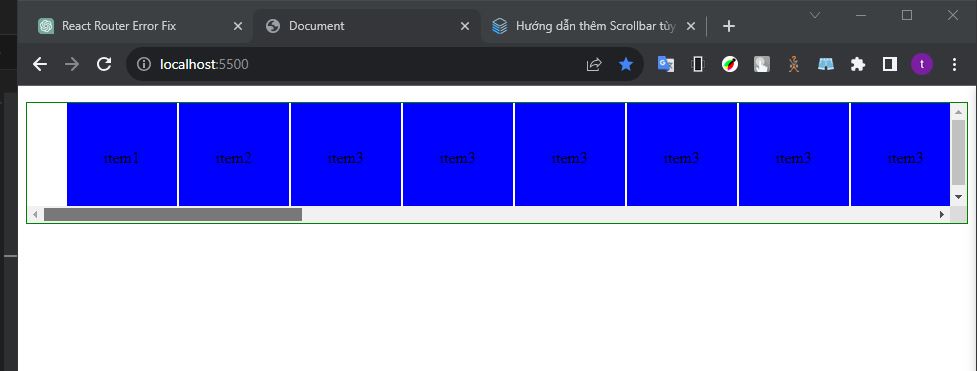 React Router Error Fix
Document
Hướng dẫn thêm Scrollbar tùy
localhost:5500
t
item1 item2 item3 item3 item3 item3 item3 item3